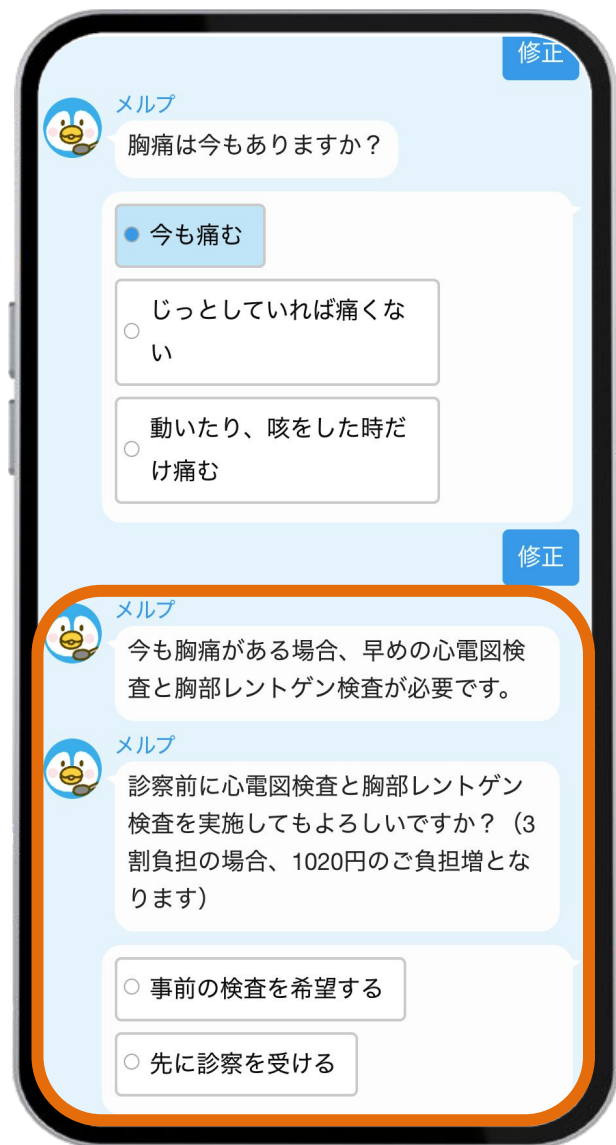 修正
メルプ
胸痛は今もありますか？
今も痛む
じっとしていれば痛くな
い
動いたり、咳をした時だ
け痛む
修正
メルプ
今も胸痛がある場合、早めの心電図検
査と胸部レントゲン検査が必要です。
メルプ
診察前に心電図検査と胸部レントゲン
検査を実施してもよろしいですか？（3
割負担の場合、1020円のご負担増とな
ります）
事前の検査を希望する
先に診察を受ける